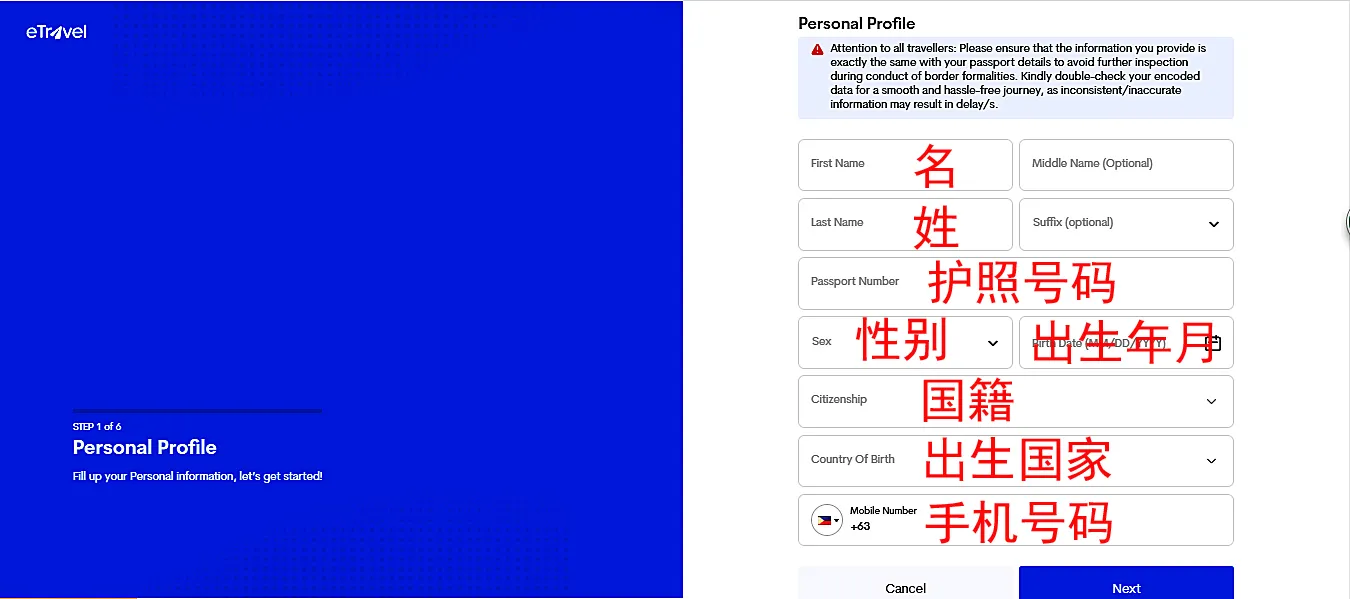 eTravel
STEP 1 of 6
Personal Profile
Fill up your Personal information, let's get started!
Personal Profile
Attention to all travellers: Please ensure that the information you provide is
exactly the same with your passport details to avoid further inspection
during conduct of border formalities. Kindly double-check your encoded
data for a smooth and hassle-free journey, as inconsistent/inaccurate
information may result in delay/s.
First Name 名 Middle Name (Optional)
Last Name 姓 Suffix (optional)
Passport Number 护照号码
Sex 性别 Birth Date (MM/DD/YYYY) 出生年月
Citizenship 国籍
Country Of Birth 出生国家
Mobile Number
+63 手机号码
Cancel Next